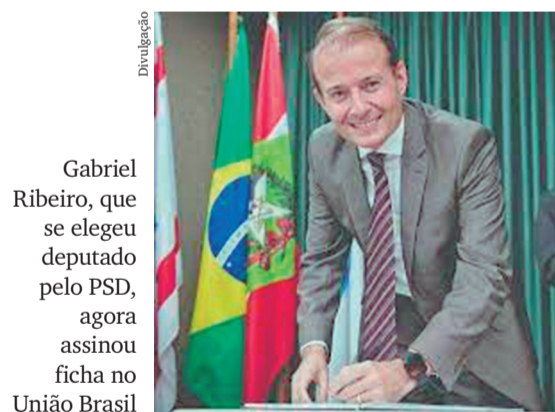 Divulgação
Gabriel
Ribeiro, que
se elegeu
deputado
pelo PSD,
agora
assinou
ficha no
União Brasil